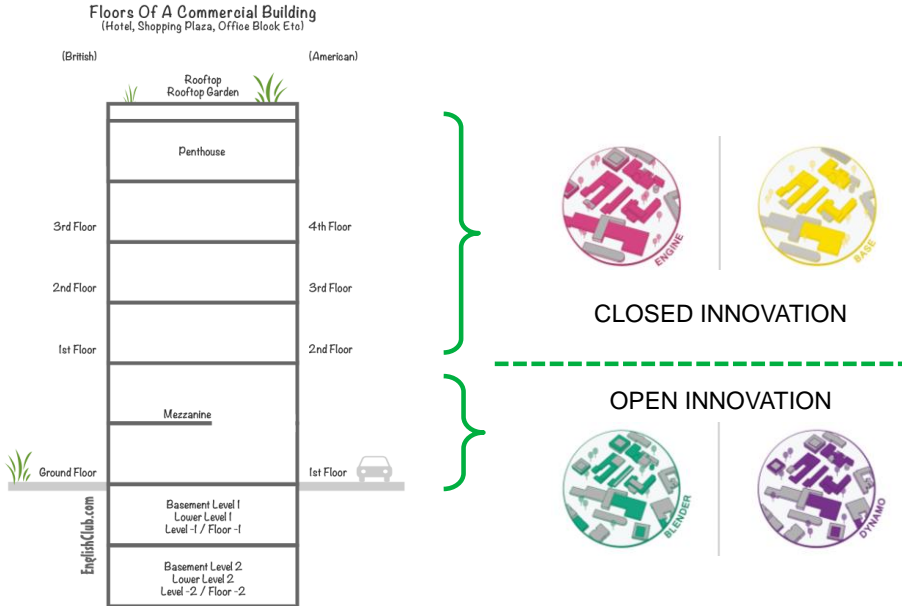 Floors Of A Commercial Building
(Hotel, Shopping Plaza, Office Block Etc)
(British)
(American)
Rooftop
Rooftop Garden
Penthouse
3rd Floor
4th Floor
2nd Floor
3rd Floor
1st Floor
2nd Floor
Mezzanine
Ground Floor
1st Floor
Basement Level 1
Lower Level 1
Level -1 / Floor -1
Basement Level 2
Lower Level 2
Level -2 / Floor -2
EnglishClub.com
ENGINE
BASE
CLOSED INNOVATION
OPEN INNOVATION
BLENDER
DYNAMO